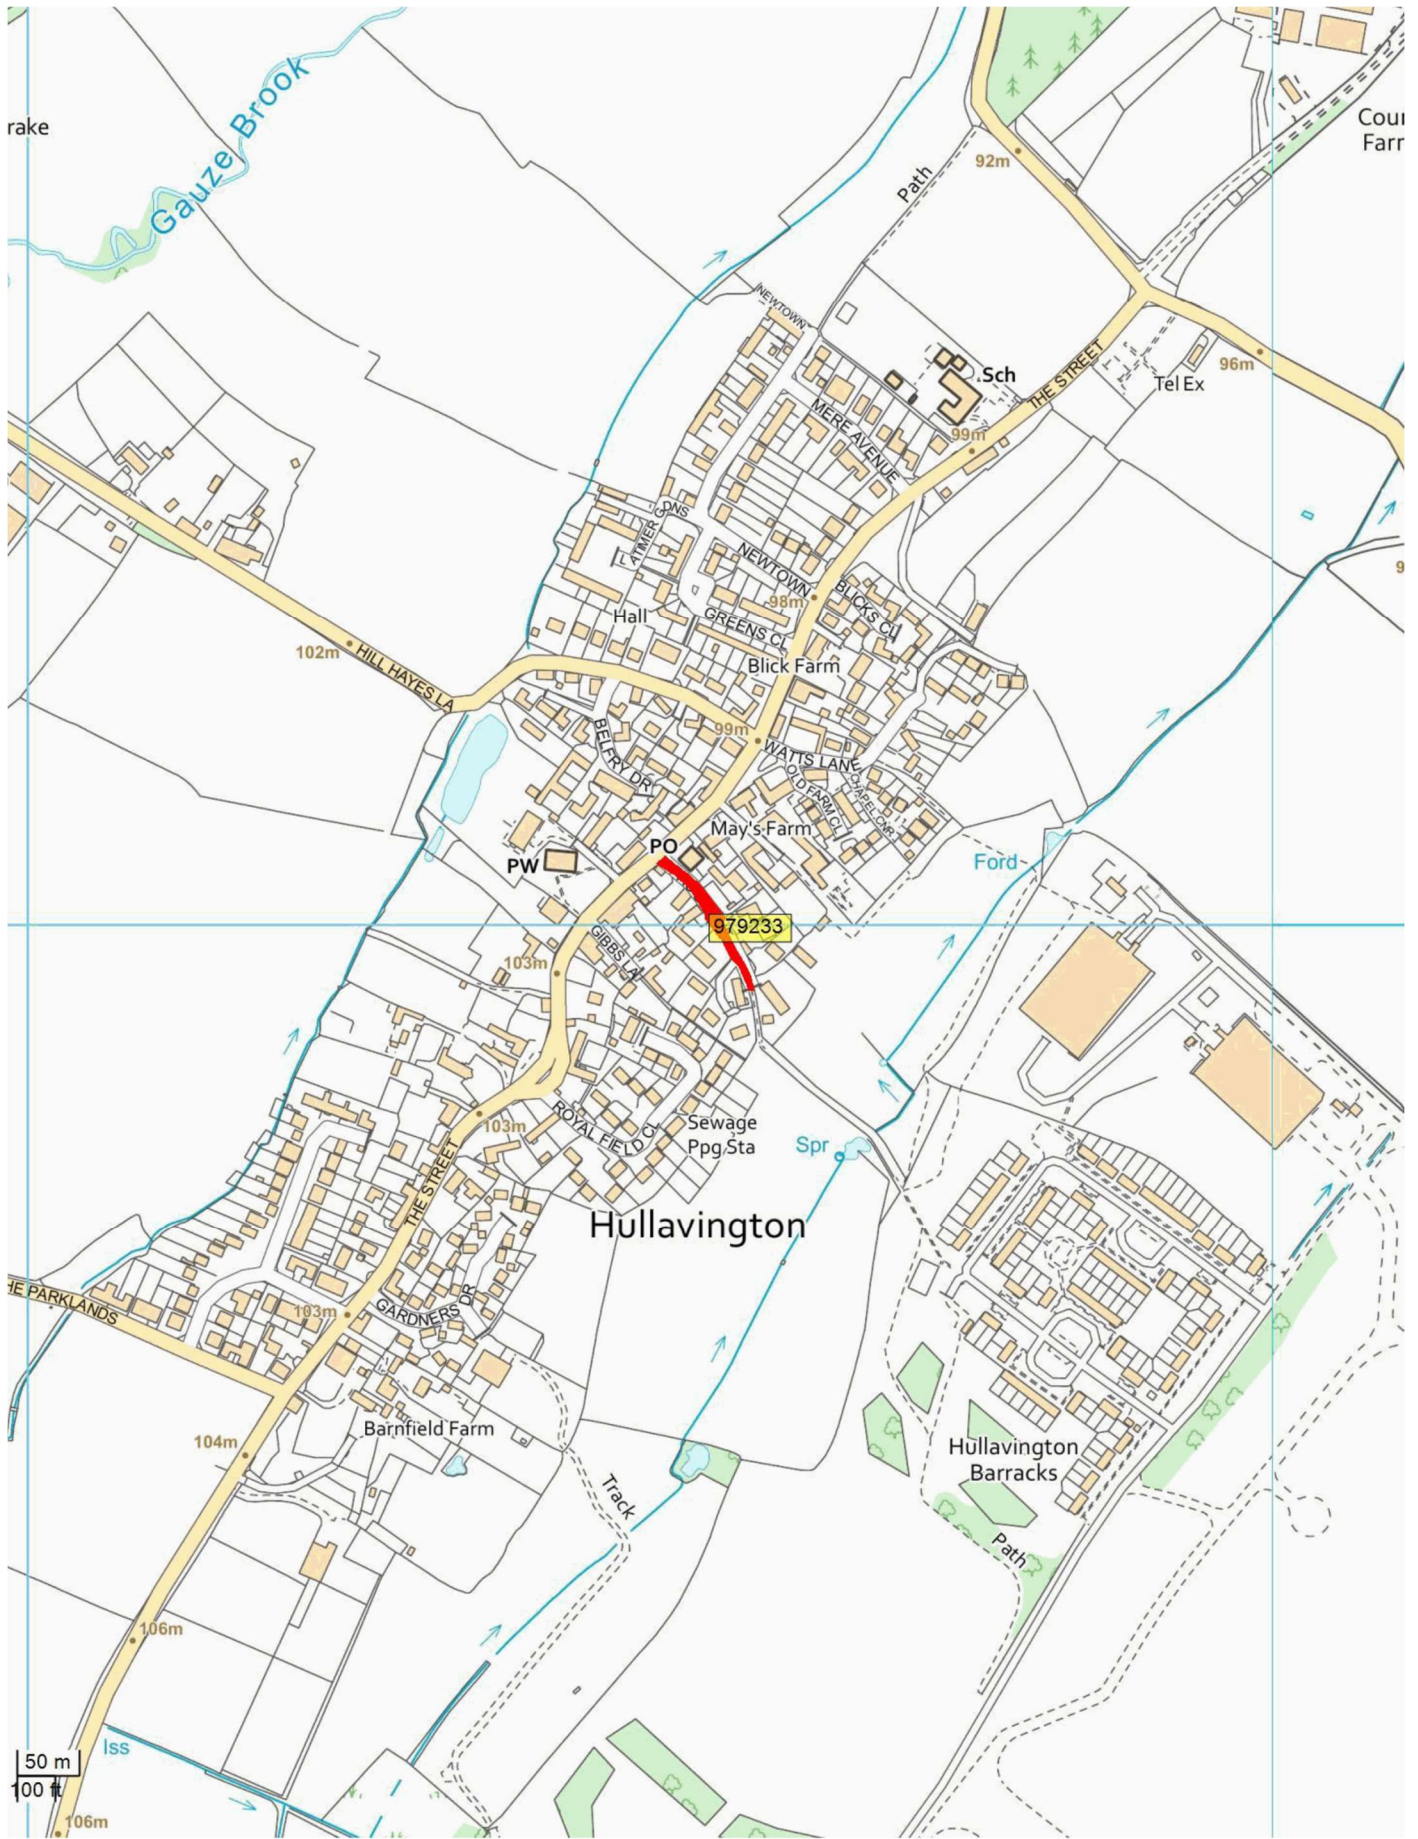 Gauze Brook
rake
Cour
Farr
92m
Path
NEWTOWN
Sch
THE STREET
Tel Ex
96m
99m
MERE AVENUE
LATIMER GDNS
NEWTOWN
98m
BLICKS CL
9
Hall
GREENS CL
Blick Farm
102m
HILL HAYES LA
99m
WATTS LANE
BELFRY DR
OLD FARM CL
CHAPEL CNR
May's Farm
PO
PW
Ford
979233
GIBBS LA
103m
103m
ROYAL FIELD CL
Sewage
Ppg Sta
Spr
THE STREET
Hullavington
HE PARKLANDS
103m
GARDNERS DR
Barnfield Farm
104m
Hullavington
Barracks
Track
Path
106m
Iss
50 m
100 ft
106m